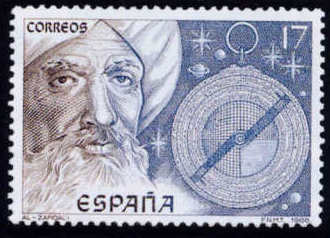 CORREOS 17
ESPAÑA
AL-ZARQALI F.N.M.T. 1986